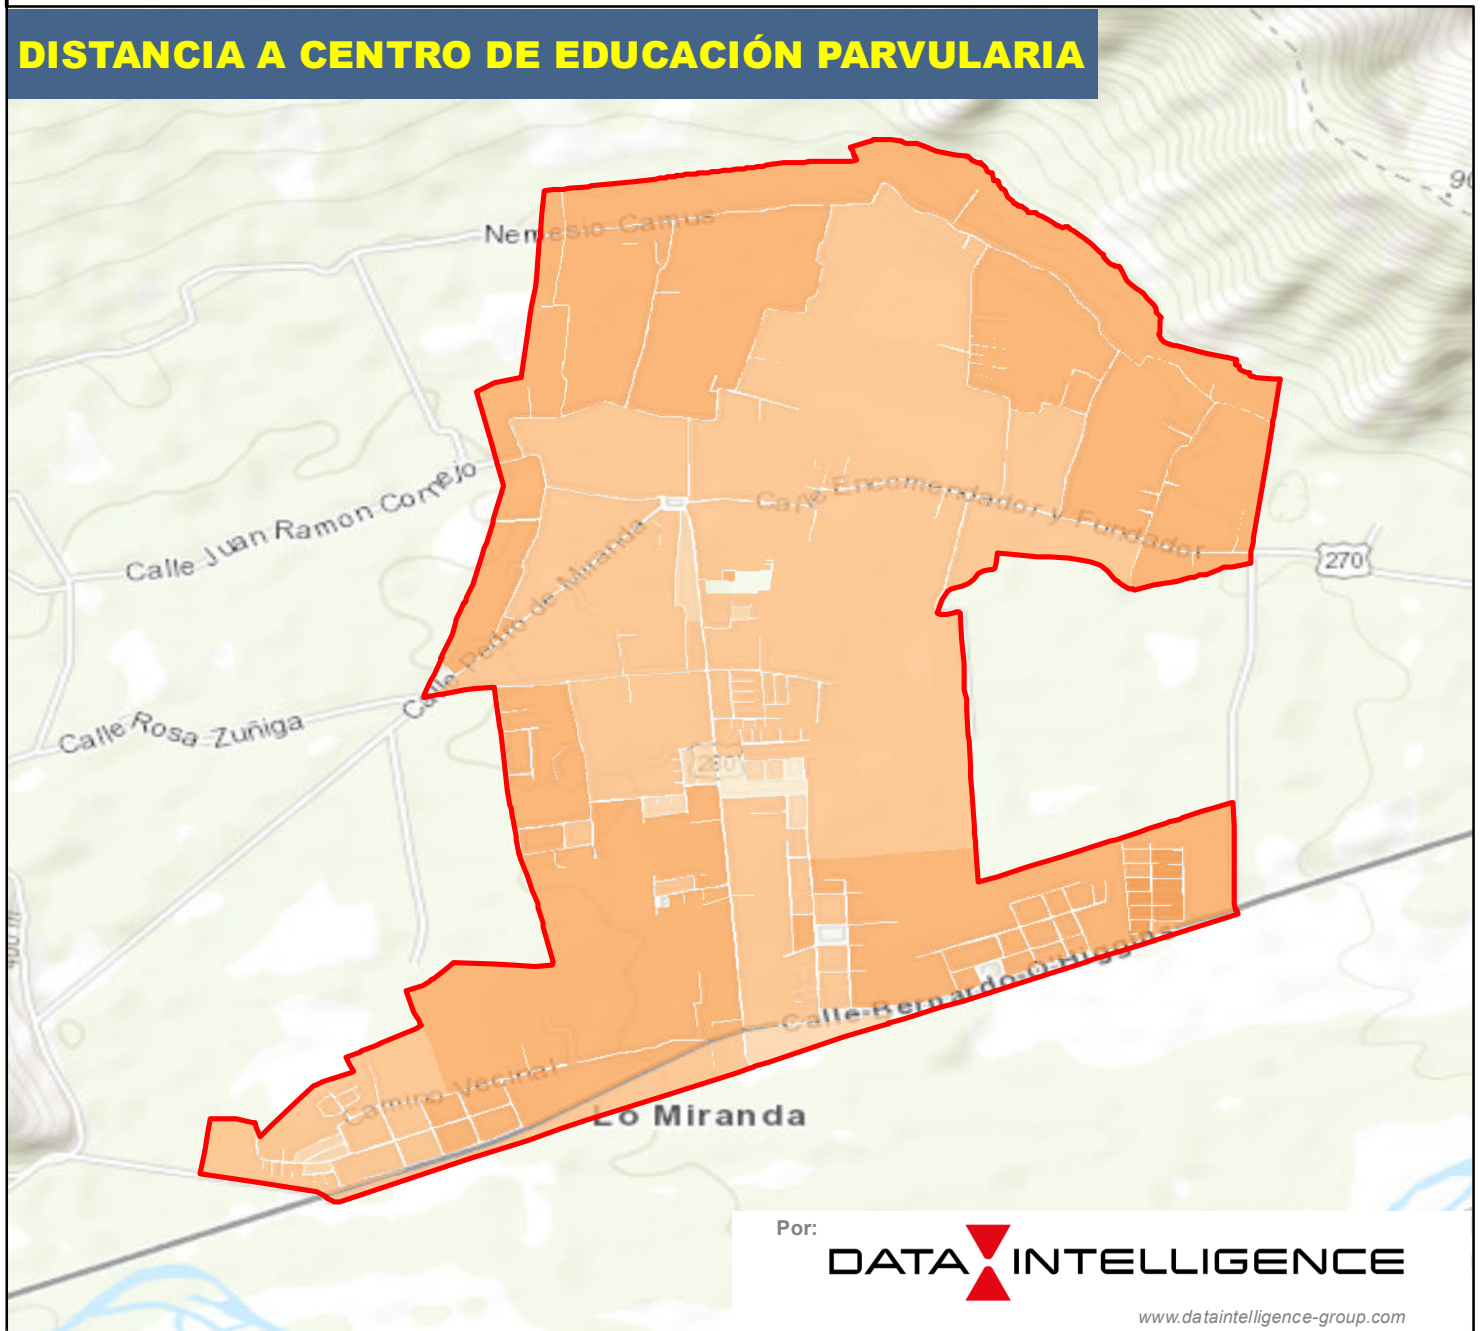 DISTANCIA A CENTRO DE EDUCACIÓN PARVULARIA
Nemesio Camus
Calle Juan Ramon Cornejo
Calle Encomendador y Fundador
270
Calle Pedro de Miranda
Calle Rosa Zuñiga
280
Calle Bernardo O'Higgins
Camino Vecinal
Lo Miranda
Por:
DATA INTELLIGENCE
www.dataintelligence-group.com